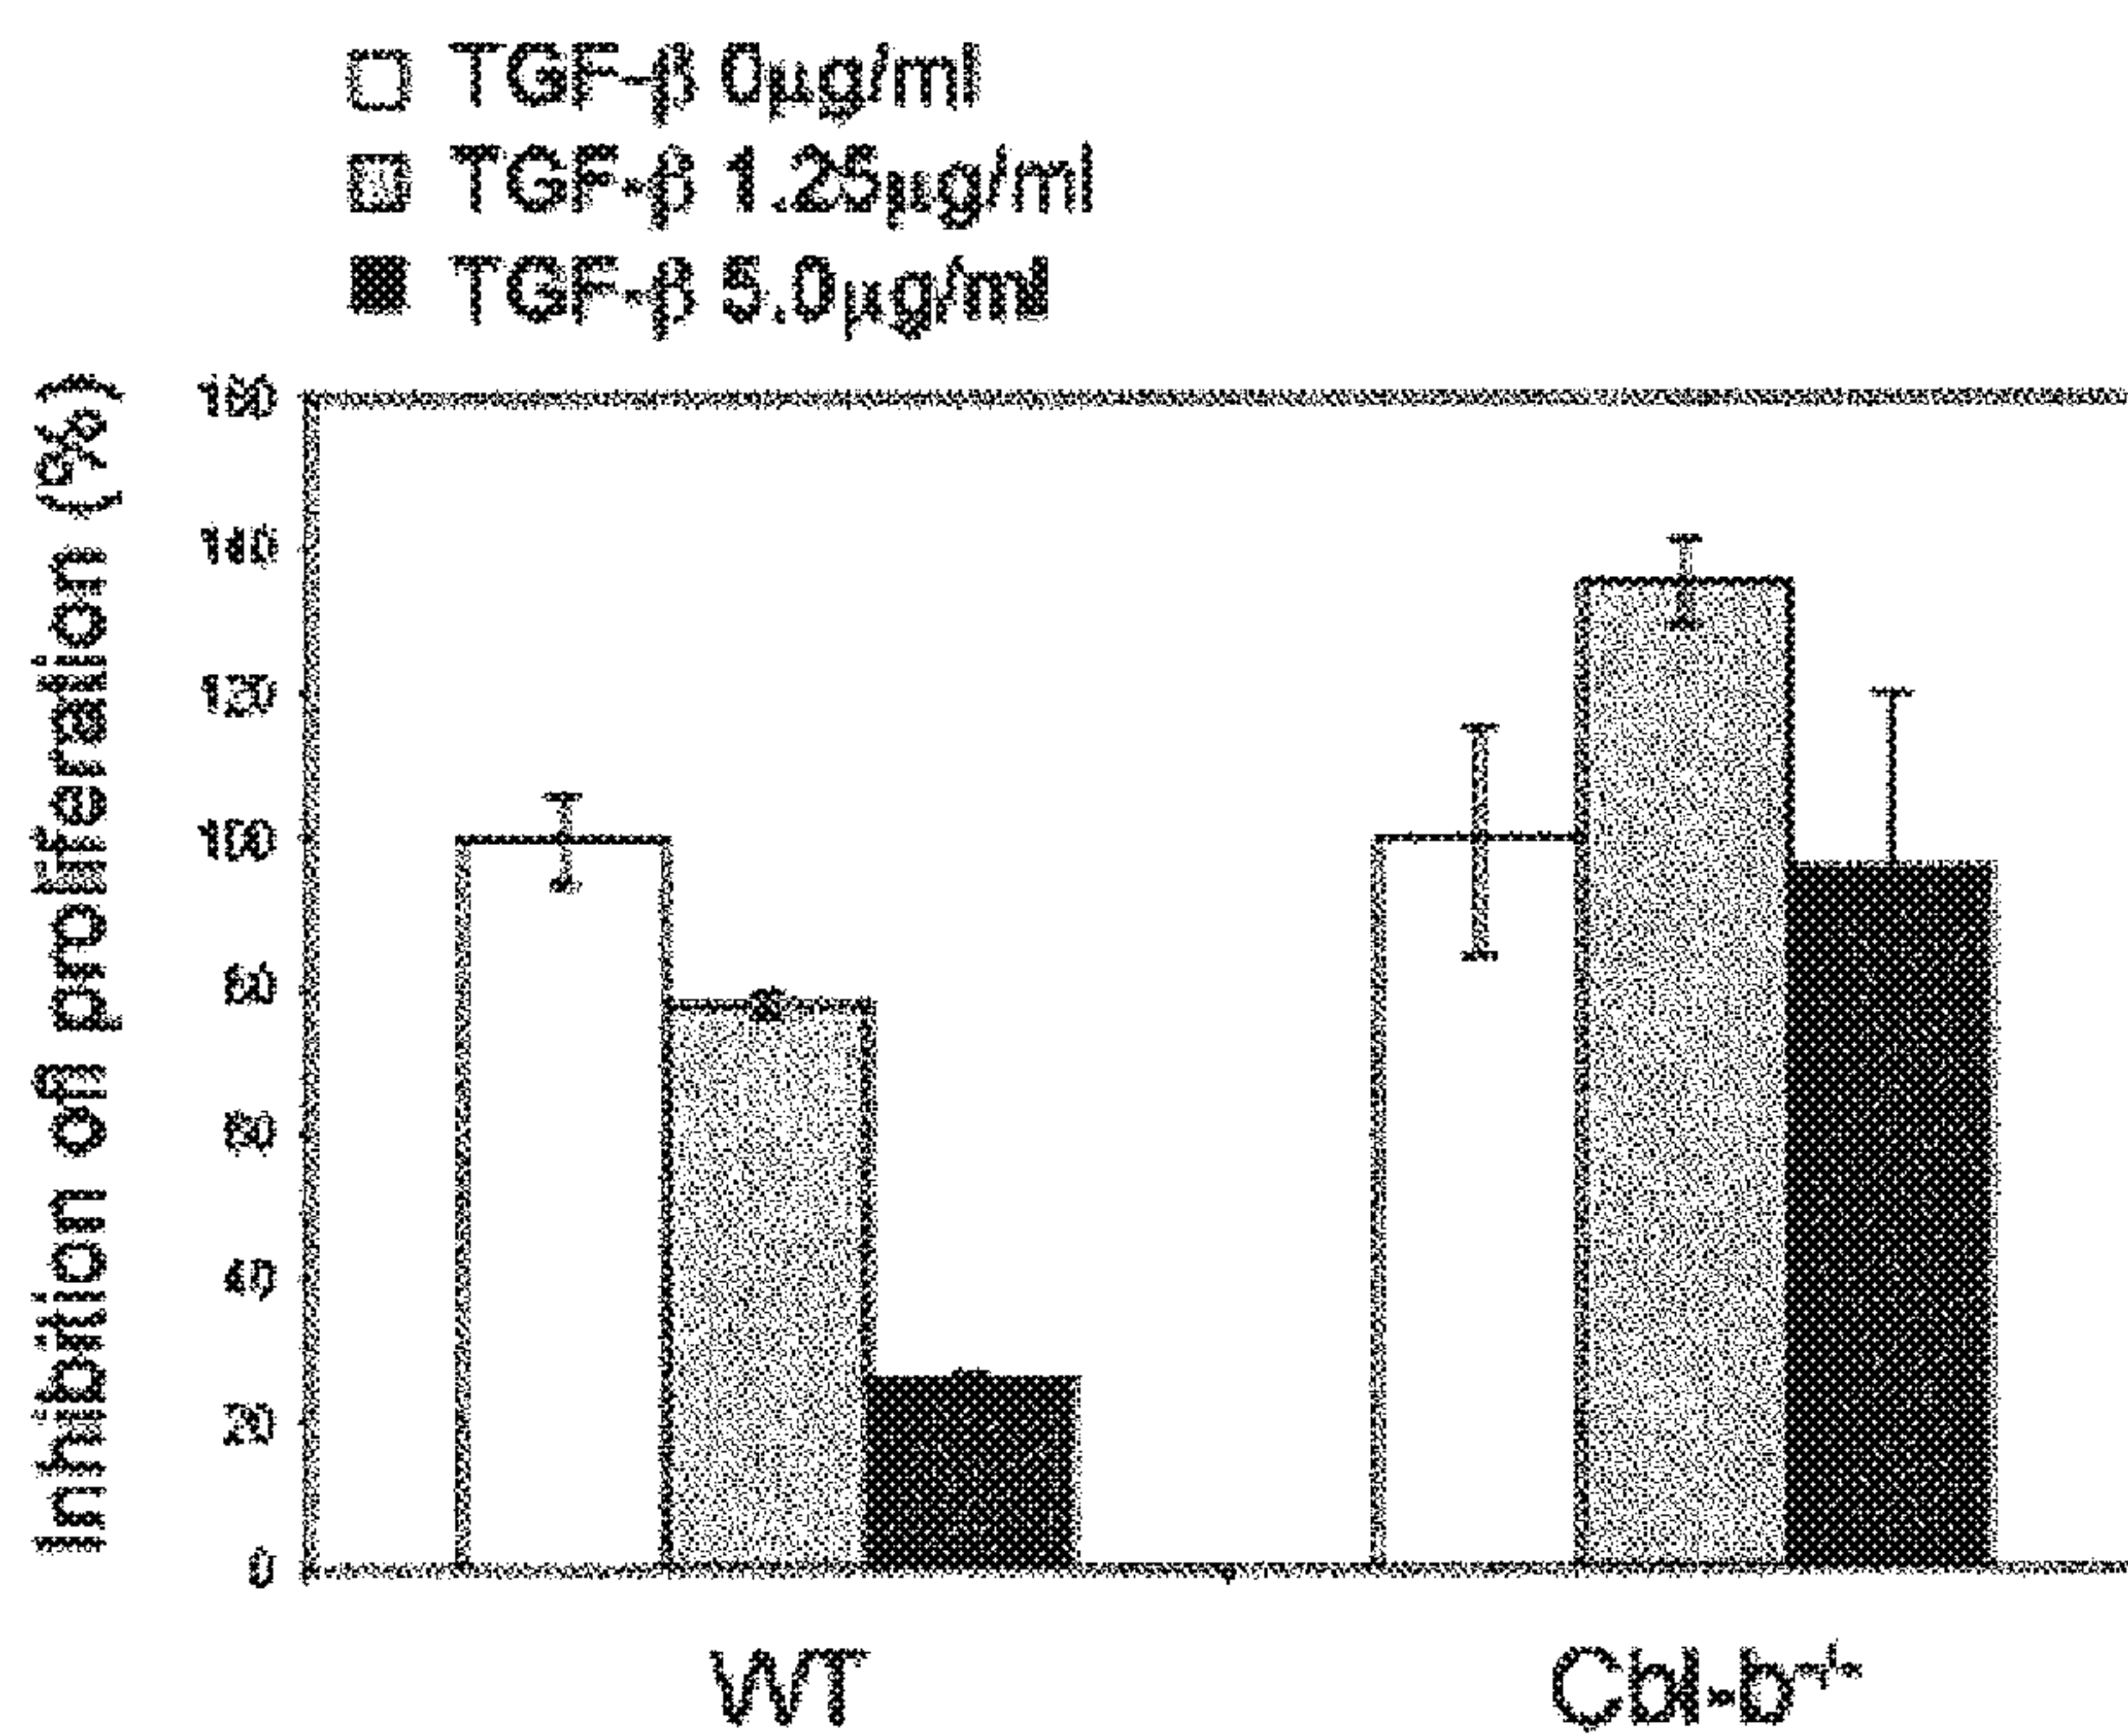 TGF-β 0μg/ml
TGF-β 1.25μg/ml
TGF-β 5.0μg/ml
Inhibition of proliferation (%)
160
140
120
100
80
60
40
20
0
WT
Cbl-b⁻/⁻